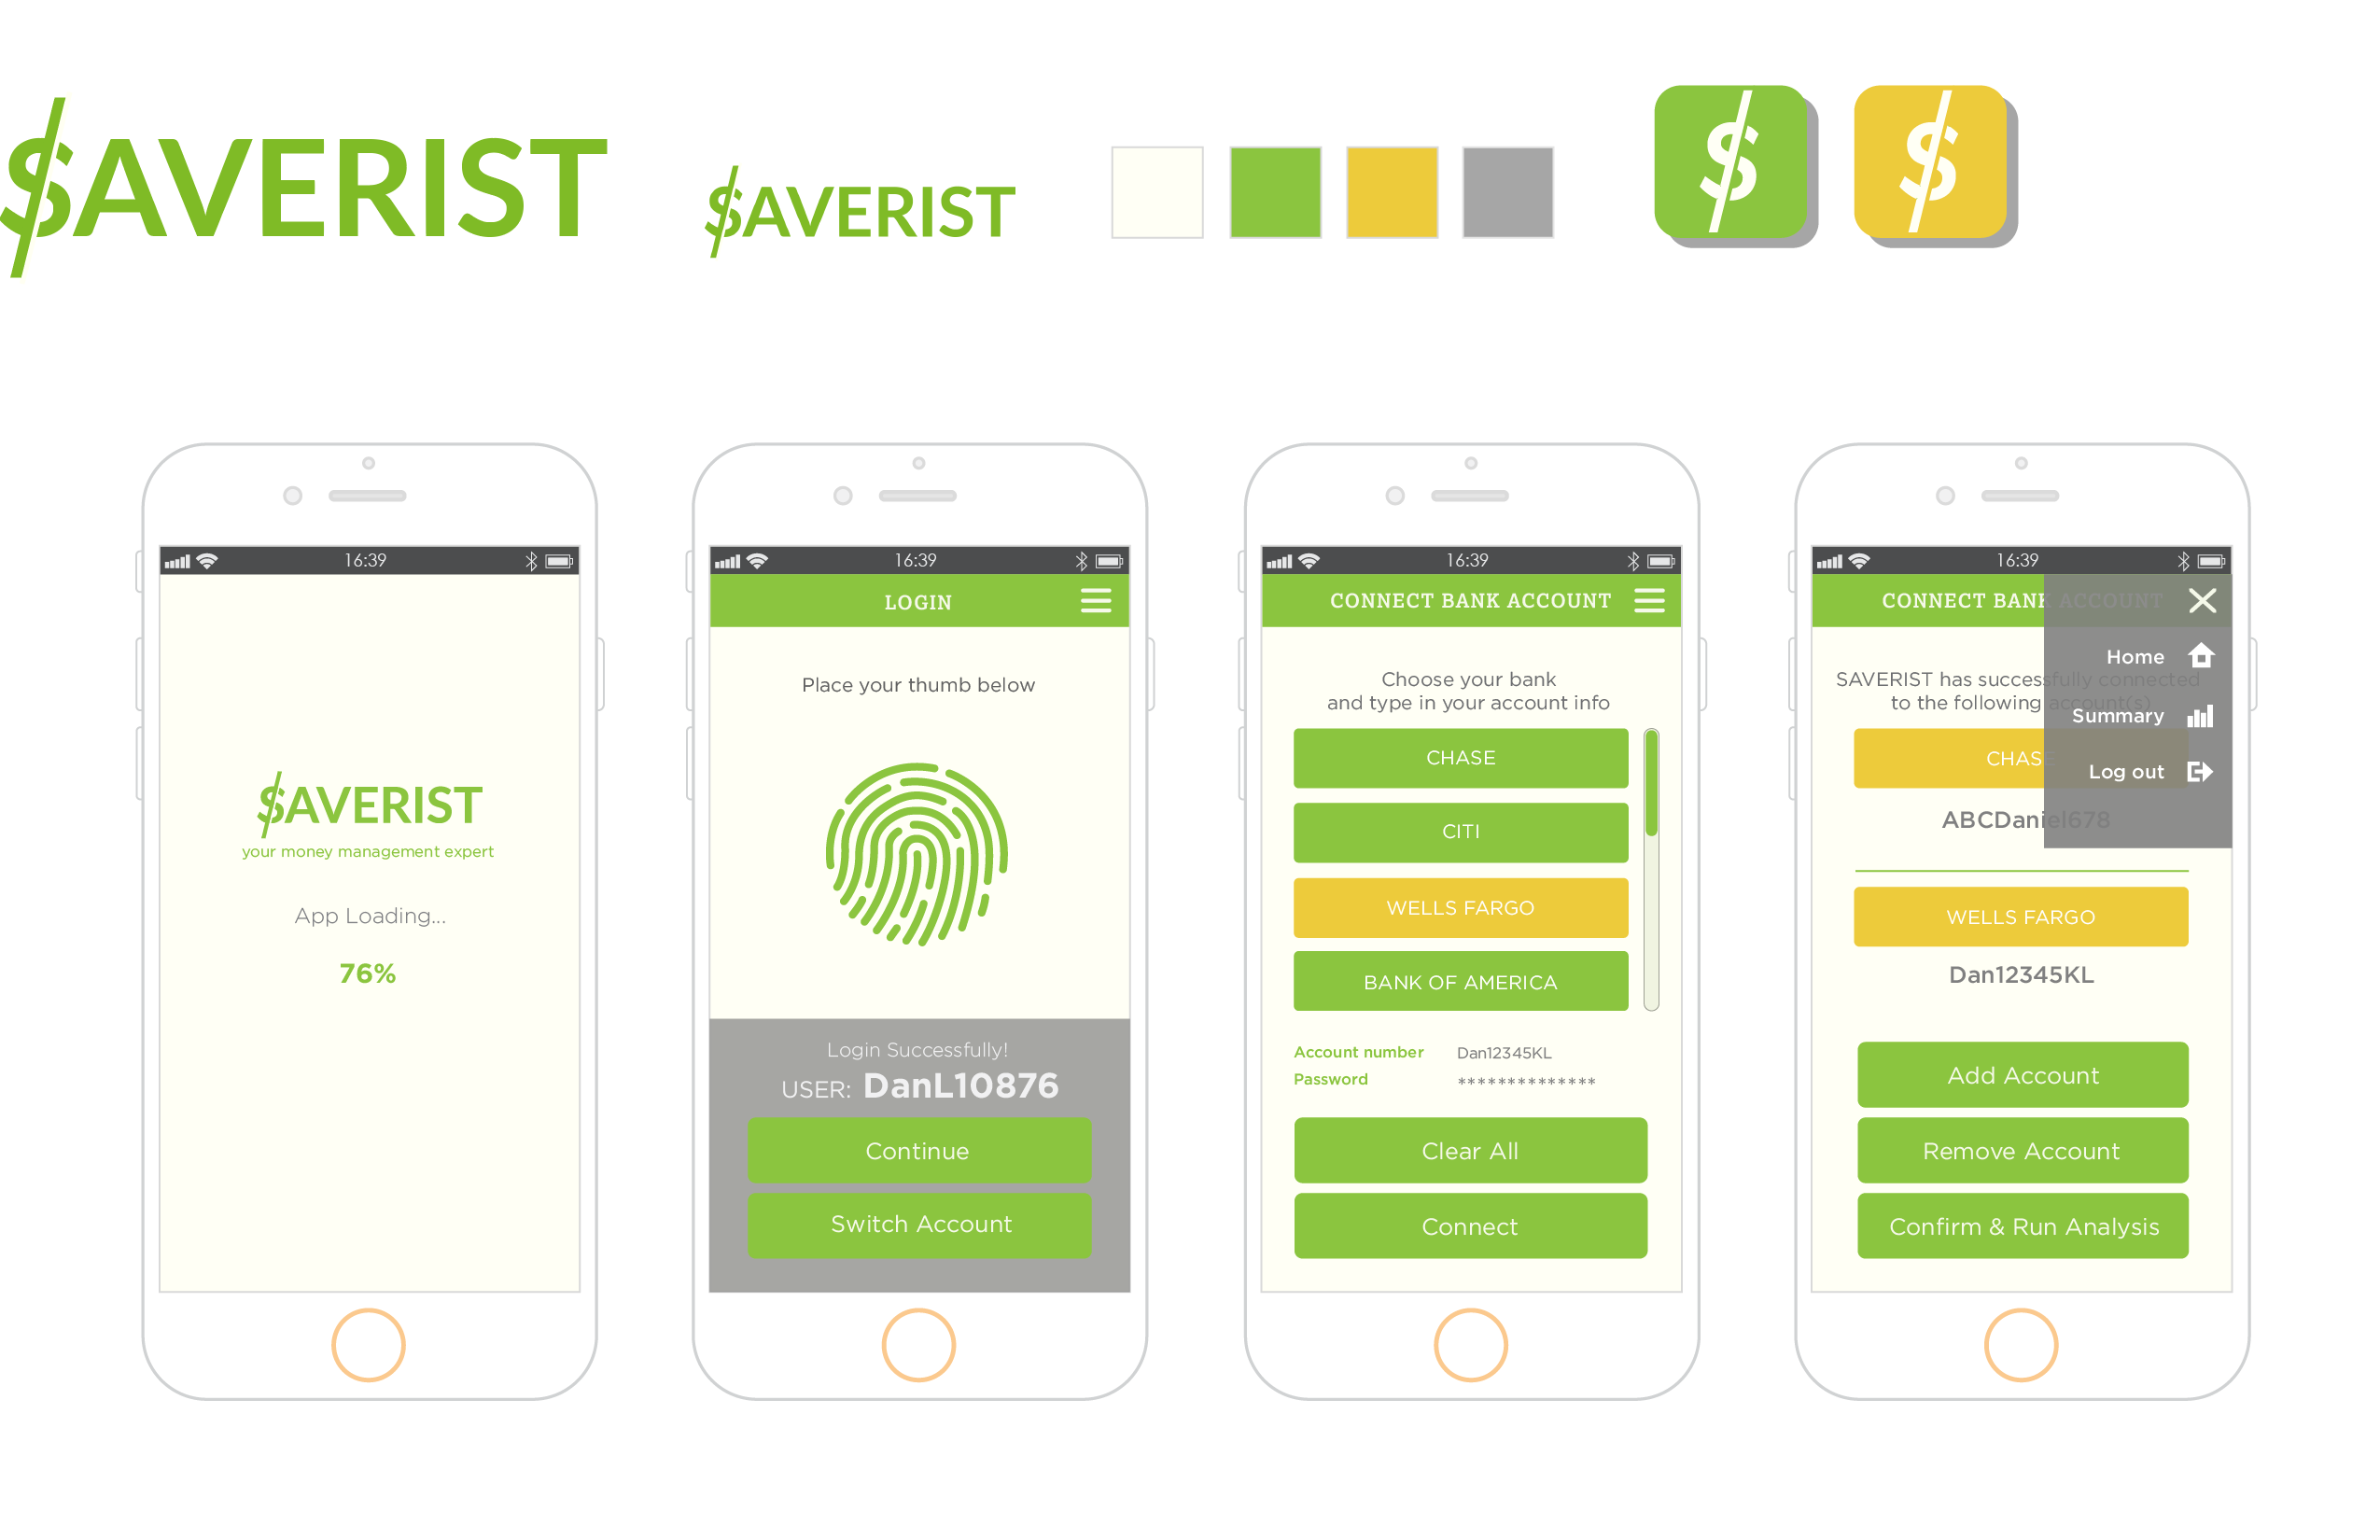 $AVERIST
$AVERIST
$
$
16:39
$AVERIST
your money management expert
App Loading...
76%
16:39
LOGIN
Place your thumb below
Login Successfully!
USER: DanL10876
Continue
Switch Account
16:39
CONNECT BANK ACCOUNT
Choose your bank
and type in your account info
CHASE
CITI
WELLS FARGO
BANK OF AMERICA
Account number Dan12345KL
Password **************
Clear All
Connect
16:39
CONNECT BANK ACCOUNT
Home
SAVERIST has successfully connected
to the following account(s)
Summary
CHASE
Log out
ABCDaniel678
WELLS FARGO
Dan12345KL
Add Account
Remove Account
Confirm & Run Analysis